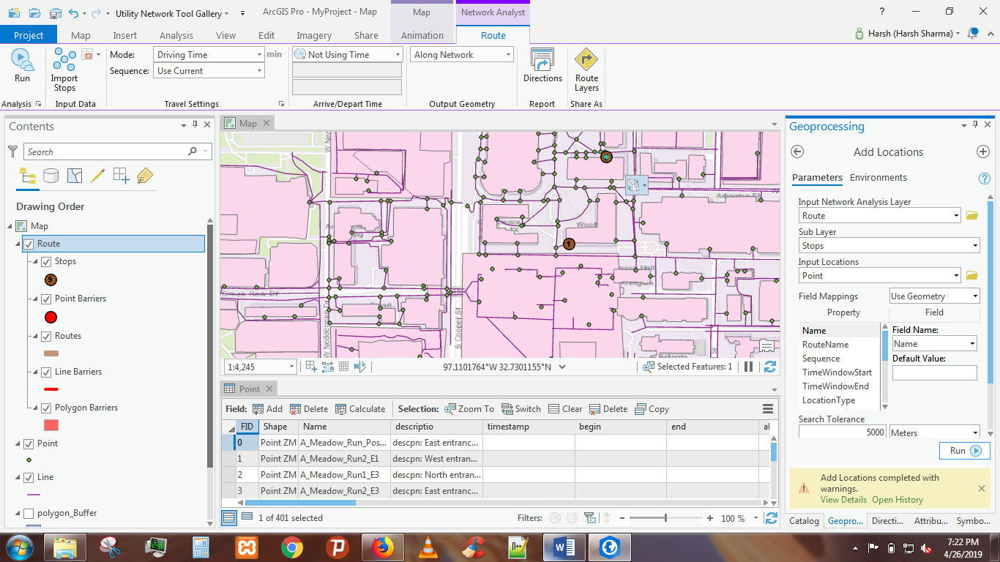 Utility Network Tool Gallery
ArcGIS Pro - MyProject - Map
Map
Network Analyst
?
Project
Map
Insert
Analysis
View
Edit
Imagery
Share
Animation
Route
Harsh (Harsh Sharma)
Run
Import Stops
Mode:
Driving Time
min
Sequence:
Use Current
Not Using Time
Along Network
Directions
Route Layers
Analysis
Input Data
Travel Settings
Arrive/Depart Time
Output Geometry
Report
Share As
Contents
Search
Drawing Order
Map
Route
Stops
9
Point Barriers
Routes
Line Barriers
Polygon Barriers
Point
Line
polygon_Buffer
Map
Creek Row Dr
W Nedderman Dr
S Cooper St
Woolf
1
1:4,245
97.1101764°W 32.7301155°N
Selected Features: 1
Point
Field:
Add
Delete
Calculate
Selection:
Zoom To
Switch
Clear
Delete
Copy
FID Shape Name descriptio timestamp begin end al
0 Point ZM A_Meadow_Run_Pos... descpn: East entranc...
1 Point ZM A_Meadow_Run2_E1 descpn: West entran...
2 Point ZM A_Meadow_Run1_E3 descpn: North entran...
3 Point ZM A_Meadow_Run2_E3 descpn: East entranc...
1 of 401 selected
Filters:
100 %
Geoprocessing
Add Locations
Parameters Environments
?
Input Network Analysis Layer
Route
Sub Layer
Stops
Input Locations
Point
Field Mappings
Use Geometry
Property
Field
Name
RouteName
Sequence
TimeWindowStart
TimeWindowEnd
LocationType
Field Name:
Name
Default Value:
Search Tolerance
5000
Meters
Run
Add Locations completed with warnings.
View Details Open History
Catalog
Geopro...
Directi...
Attribu...
Symbo...
7:22 PM
4/26/2019